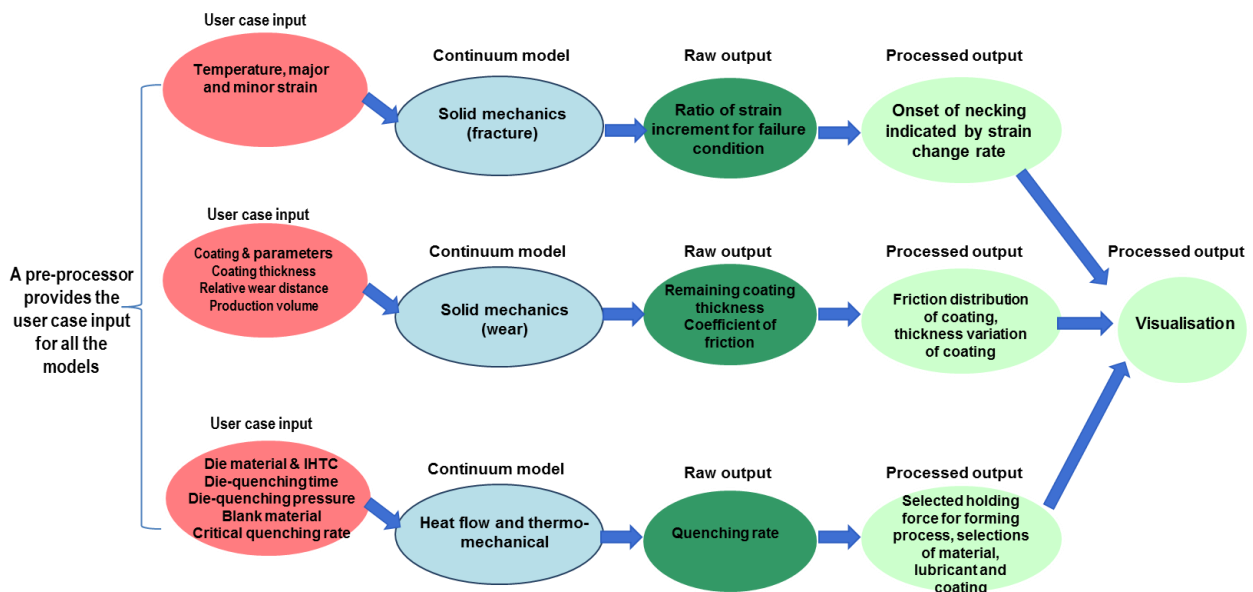 User case input
Temperature, major
and minor strain
Continuum model
Solid mechanics
(fracture)
Raw output
Ratio of strain
increment for failure
condition
Processed output
Onset of necking
indicated by strain
change rate
A pre-processor
provides the
user case input
for all the
models
User case input
Coating & parameters
Coating thickness
Relative wear distance
Production volume
Continuum model
Solid mechanics
(wear)
Raw output
Remaining coating
thickness
Coefficient of
friction
Processed output
Friction distribution
of coating,
thickness variation
of coating
Processed output
Visualisation
User case input
Die material & IHTC
Die-quenching time
Die-quenching pressure
Blank material
Critical quenching rate
Continuum model
Heat flow and thermo-
mechanical
Raw output
Quenching rate
Processed output
Selected holding
force for forming
process, selections
of material,
lubricant and
coating